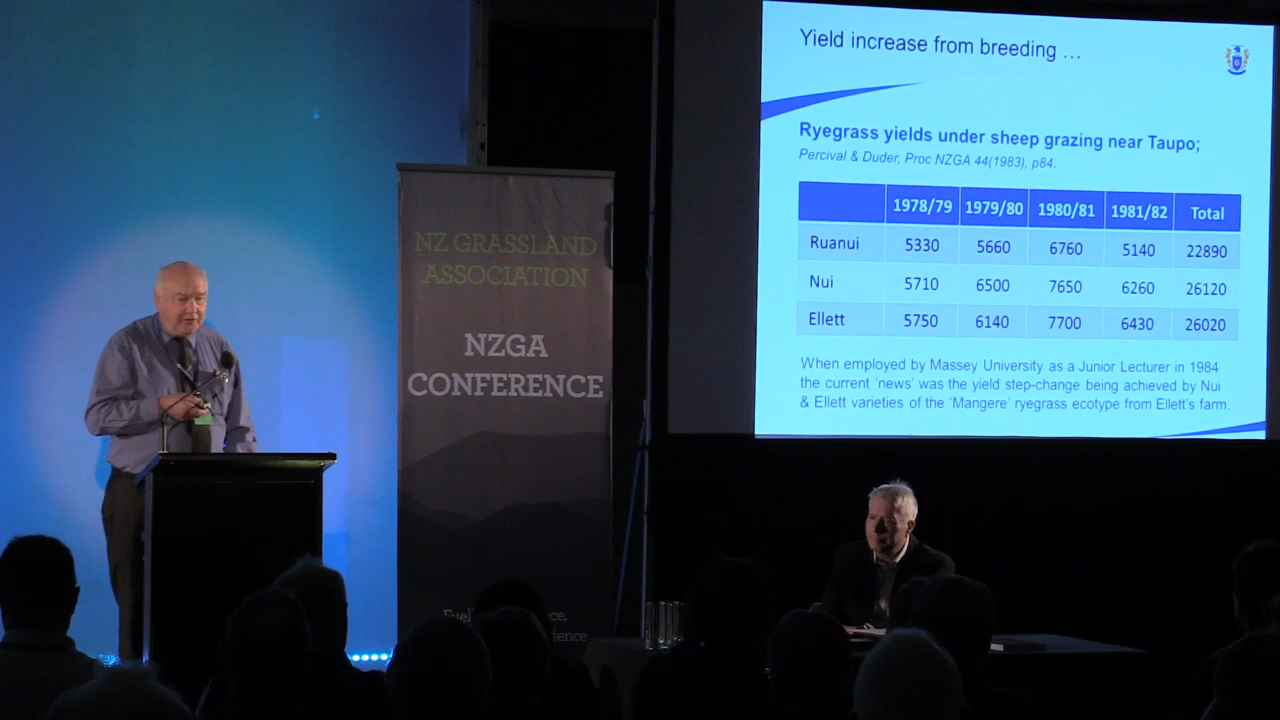 NZ GRASSLAND
ASSOCIATION
NZGA
CONFERENCE
Yield increase from breeding ...
Ryegrass yields under sheep grazing near Taupo;
Percival & Duder, Proc NZGA 44(1983), p84.
1978/79 1979/80 1980/81 1981/82 Total
Ruanui 5330 5660 6760 5140 22890
Nui 5710 6500 7650 6260 26120
Ellett 5750 6140 7700 6430 26020
When employed by Massey University as a Junior Lecturer in 1984
the current 'news' was the yield step-change being achieved by Nui
& Ellett varieties of the 'Mangere' ryegrass ecotype from Ellett's farm.